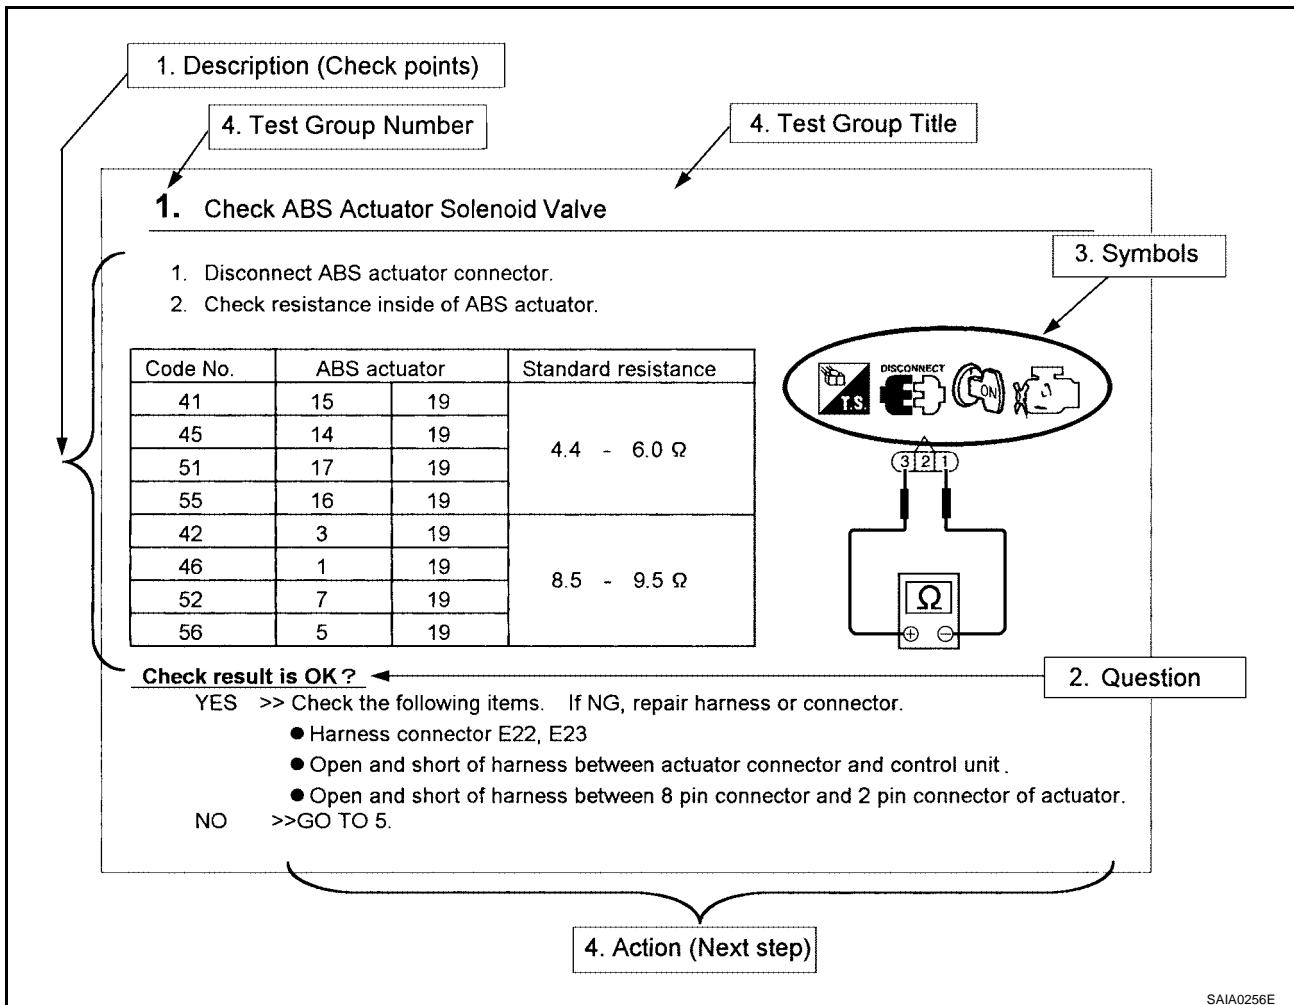 1. Description (Check points)
4. Test Group Number
4. Test Group Title
1. Check ABS Actuator Solenoid Valve
3. Symbols
1. Disconnect ABS actuator connector.
2. Check resistance inside of ABS actuator.
Code No. ABS actuator Standard resistance
41 15 19
45 14 19
51 17 19
55 16 19
4.4 - 6.0 Ω
42 3 19
46 1 19
52 7 19
56 5 19
8.5 - 9.5 Ω
T.S.
DISCONNECT
ON
3 2 1
Ω
+ −
Check result is OK?
2. Question
YES >> Check the following items. If NG, repair harness or connector.
● Harness connector E22, E23
● Open and short of harness between actuator connector and control unit.
● Open and short of harness between 8 pin connector and 2 pin connector of actuator.
NO >>GO TO 5.
4. Action (Next step)
SAIA0256E